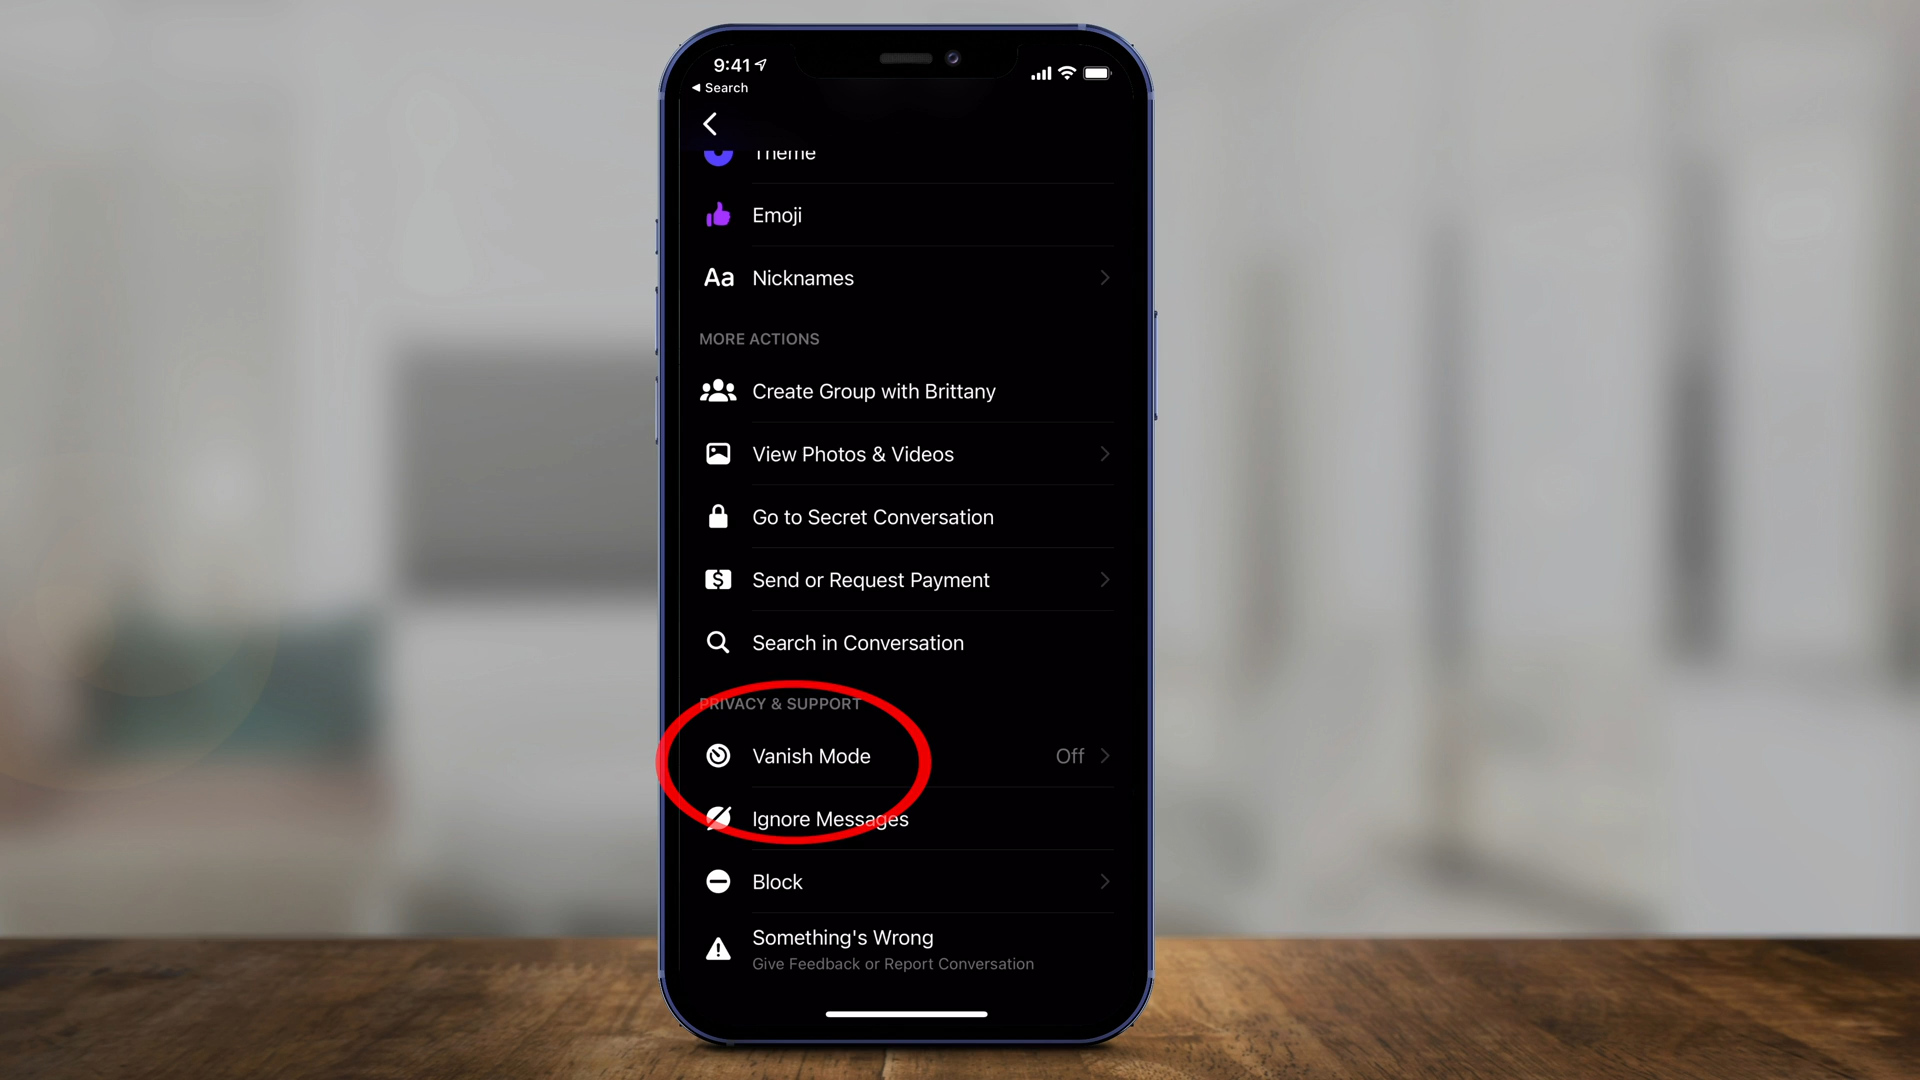 9:41
Search
Theme
Emoji
Aa Nicknames
MORE ACTIONS
Create Group with Brittany
View Photos & Videos
Go to Secret Conversation
$ Send or Request Payment
Search in Conversation
PRIVACY & SUPPORT
Vanish Mode Off
Ignore Messages
Block
Something's Wrong
Give Feedback or Report Conversation